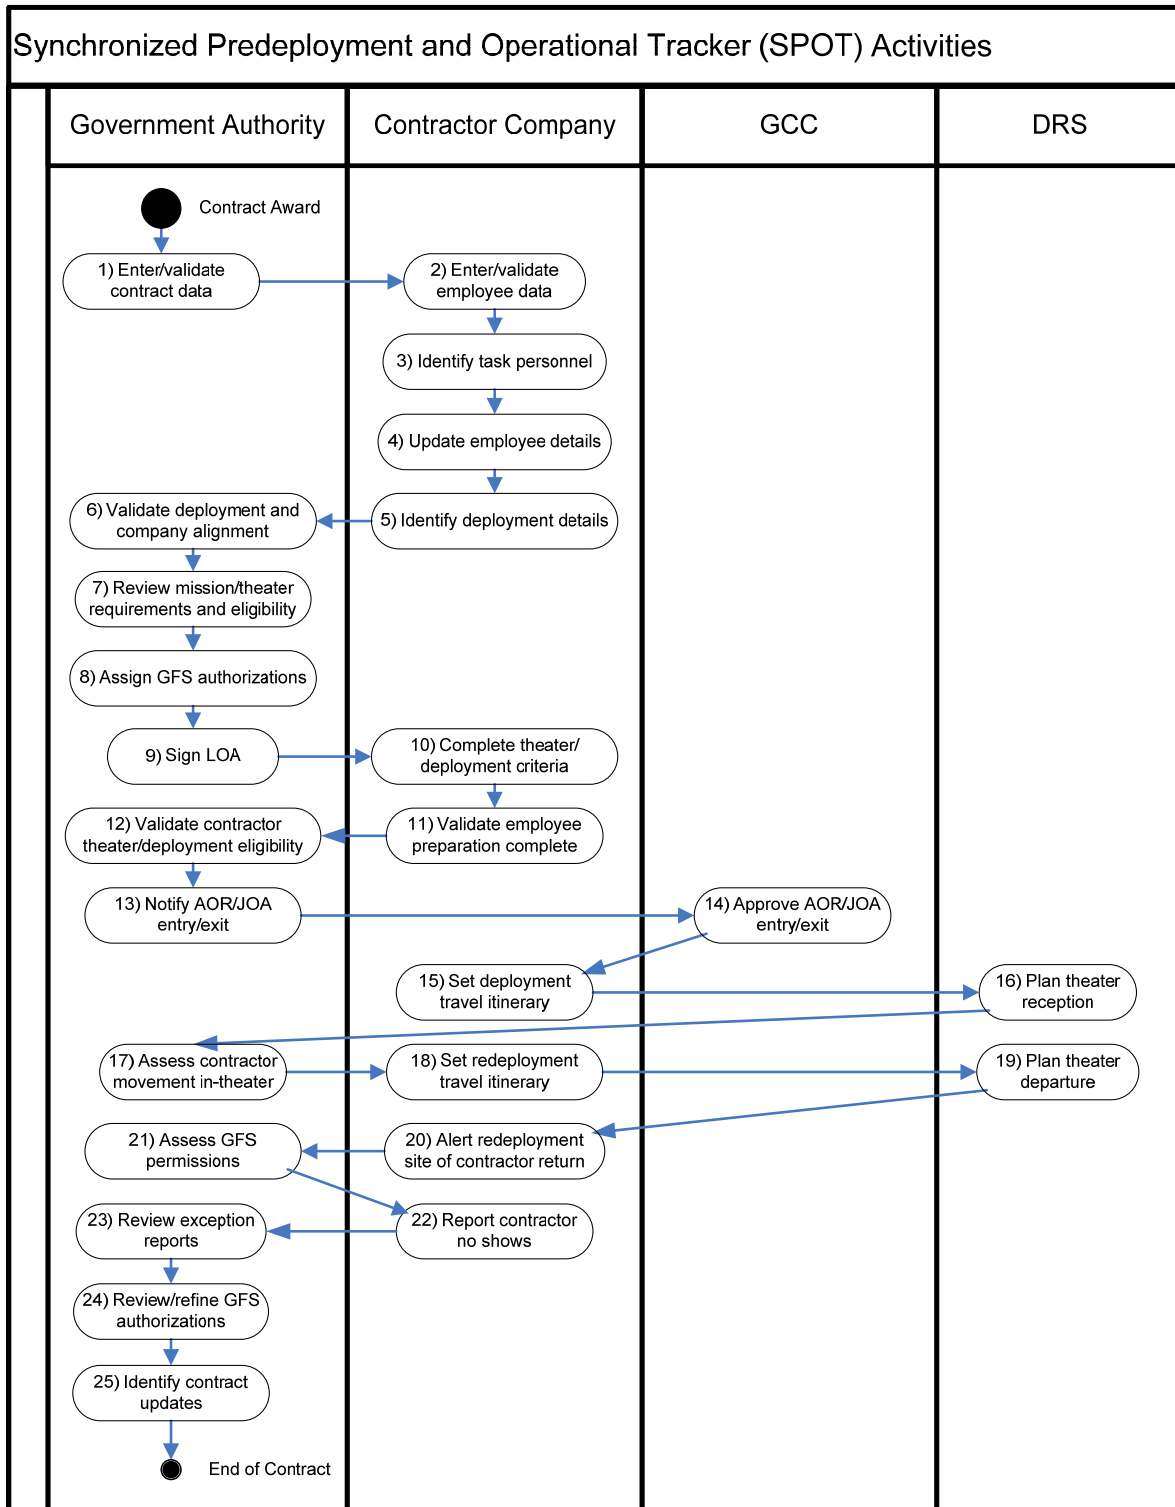 Synchronized Predeployment and Operational Tracker (SPOT) Activities
Government Authority
Contractor Company
GCC
DRS
Contract Award
1) Enter/validate
contract data
2) Enter/validate
employee data
3) Identify task personnel
4) Update employee details
5) Identify deployment details
6) Validate deployment and
company alignment
7) Review mission/theater
requirements and eligibility
8) Assign GFS authorizations
9) Sign LOA
10) Complete theater/
deployment criteria
11) Validate employee
preparation complete
12) Validate contractor
theater/deployment eligibility
13) Notify AOR/JOA
entry/exit
14) Approve AOR/JOA
entry/exit
15) Set deployment
travel itinerary
16) Plan theater
reception
17) Assess contractor
movement in-theater
18) Set redeployment
travel itinerary
19) Plan theater
departure
20) Alert redeployment
site of contractor return
21) Assess GFS
permissions
22) Report contractor
no shows
23) Review exception
reports
24) Review/refine GFS
authorizations
25) Identify contract
updates
End of Contract